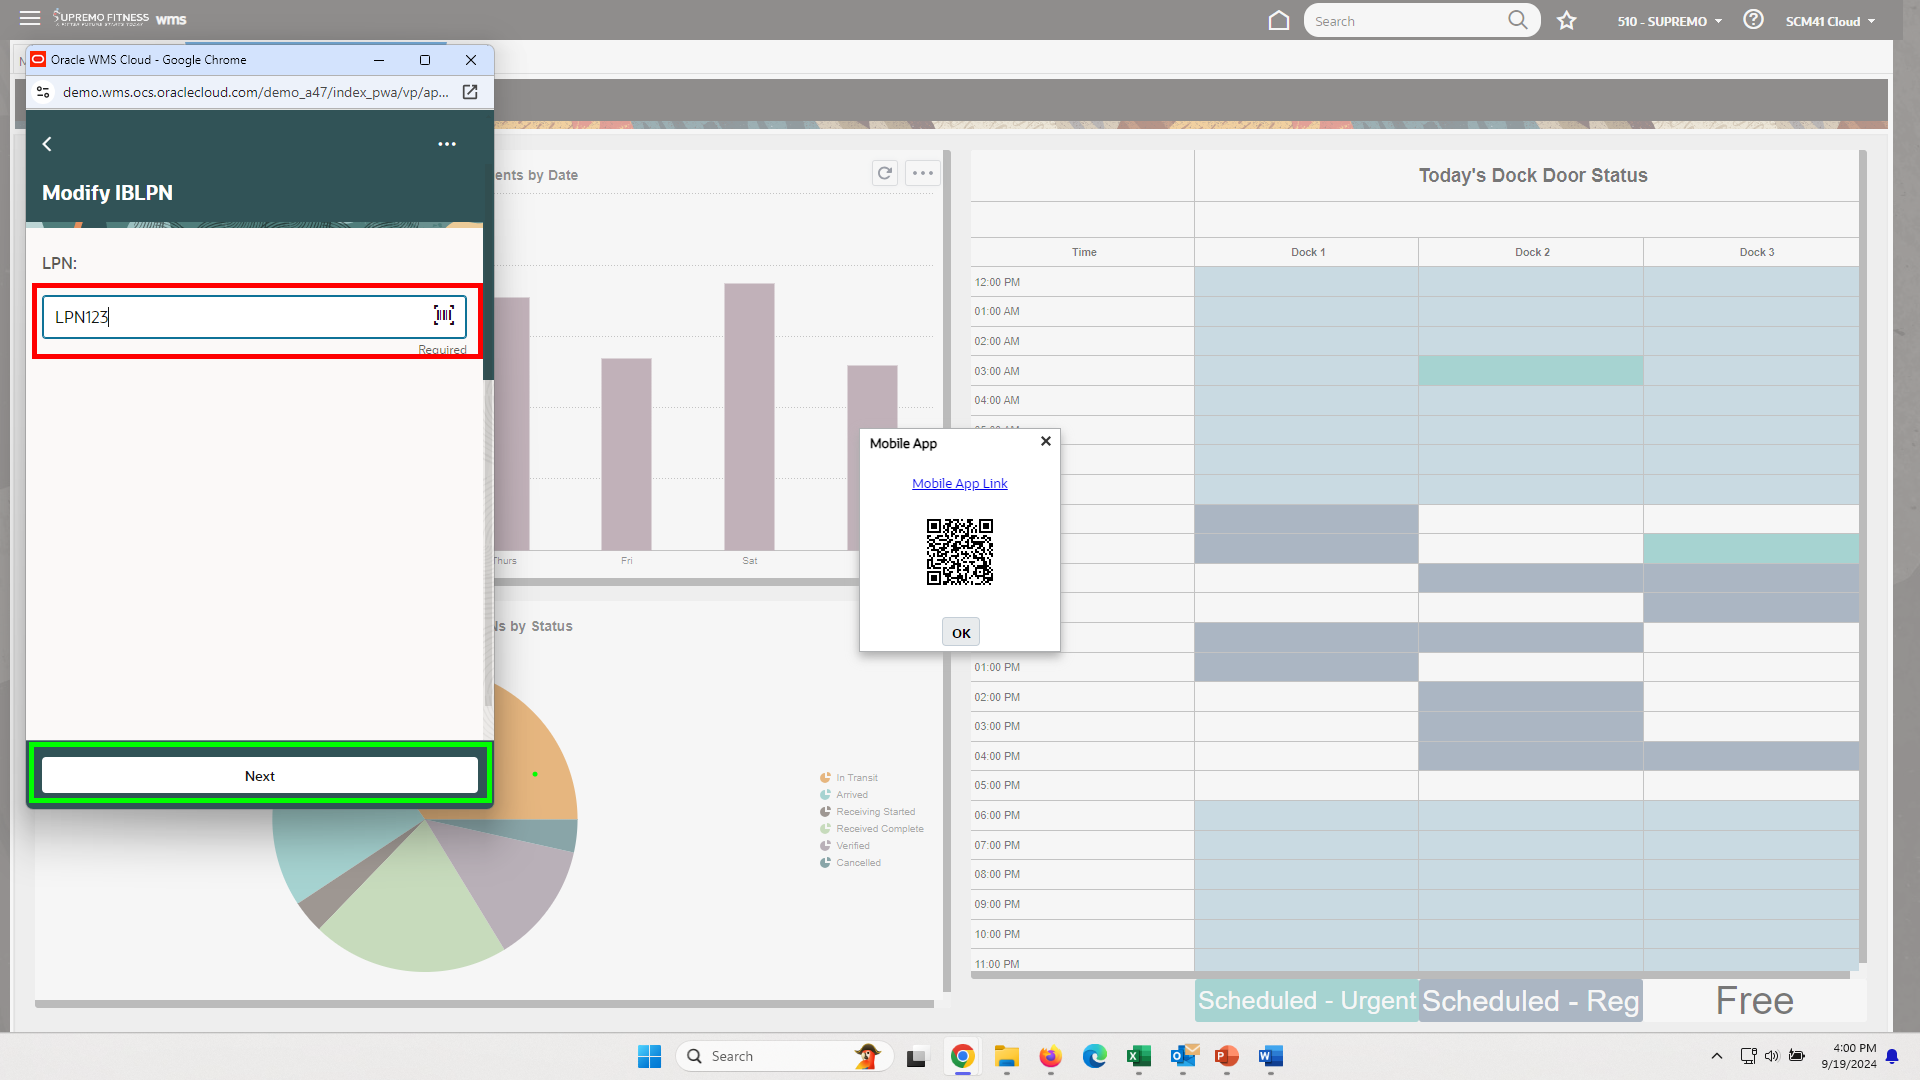 SUPREMO FITNESS wms
Search
510 - SUPREMO
SCM41 Cloud
Oracle WMS Cloud - Google Chrome
demo.wms.ocs.oraclecloud.com/demo_a47/index_pwa/vp/ap...
Modify IBLPN
LPN:
LPN123
Required
Next
ents by Date
Thurs
Fri
Sat
Ns by Status
In Transit
Arrived
Receiving Started
Received Complete
Verified
Cancelled
Mobile App
Mobile App Link
OK
Today's Dock Door Status
Time
Dock 1
Dock 2
Dock 3
12:00 PM
01:00 AM
02:00 AM
03:00 AM
04:00 AM
01:00 PM
02:00 PM
03:00 PM
04:00 PM
05:00 PM
06:00 PM
07:00 PM
08:00 PM
09:00 PM
10:00 PM
11:00 PM
Scheduled - Urgent
Scheduled - Reg
Free
Search
4:00 PM
9/19/2024